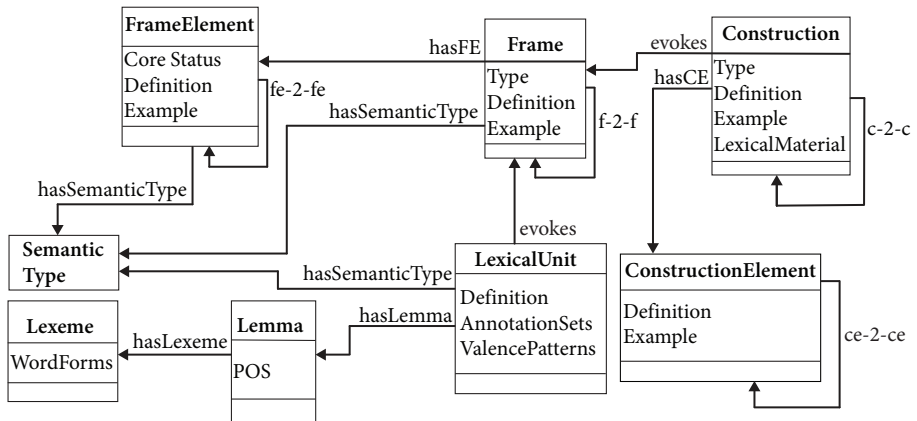 FrameElement
Core Status
Definition
Example
fe-2-fe
hasFE
Frame
Type
Definition
Example
f-2-f
evokes
Construction
hasCE
Type
Definition
Example
LexicalMaterial
c-2-c
hasSemanticType
hasSemanticType
Semantic
Type
evokes
hasSemanticType
LexicalUnit
Definition
AnnotationSets
ValencePatterns
ConstructionElement
Definition
Example
ce-2-ce
Lexeme
WordForms
hasLexeme
Lemma
POS
hasLemma